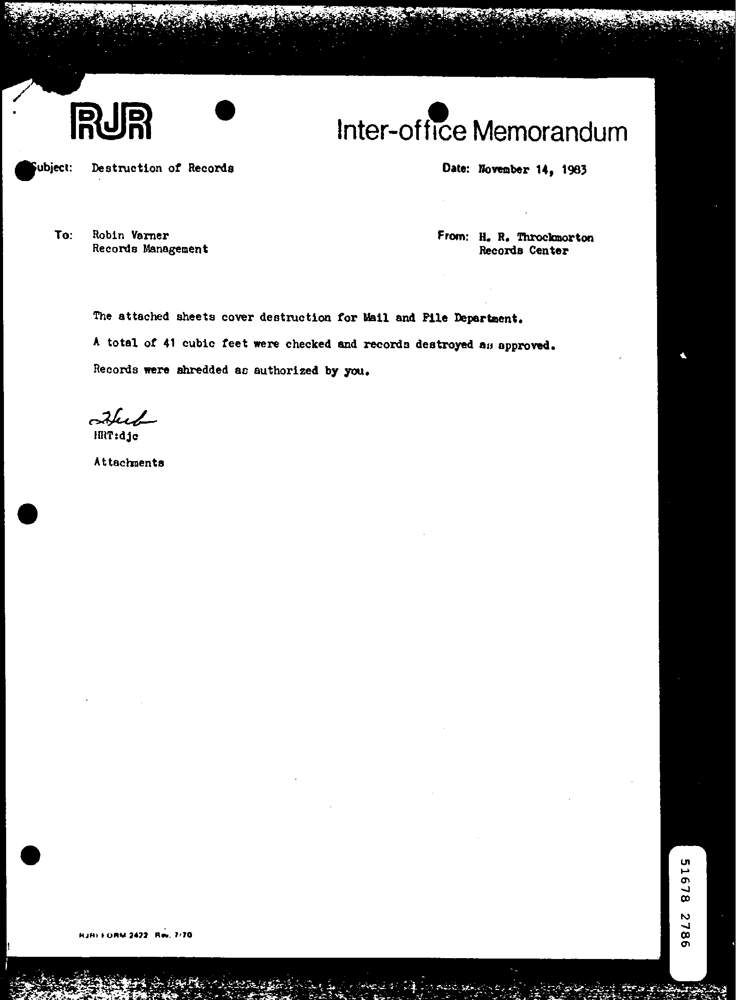 RJR
Inter-office Memorandum
Subject: Destruction of Records
Date: November 14, 1983
To: Robin Varner
Records Management
From: H. R. Throckmorton
Records Center
The attached sheets cover destruction for Mail and File Department.
A total of 41 cubic feet were checked and records destroyed as approved.
Records were shredded as authorized by you.
Herb
HRT:djc
Attachments
RJRI FORM 2422 Rev. 7/70
51678 2786